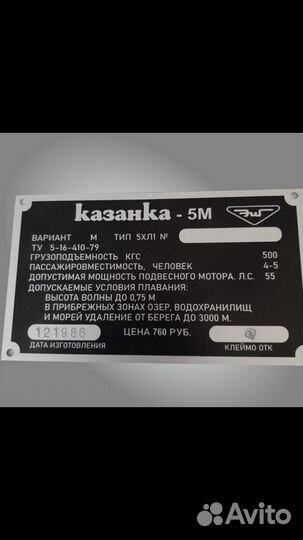 казанка - 5М
ВАРИАНТ М ТИП 5ХЛ1 №
ТУ 5-16-410-79
ГРУЗОПОДЪЕМНОСТЬ КГС 500
ПАССАЖИРОВМЕСТИМОСТЬ, ЧЕЛОВЕК 4-5
ДОПУСТИМАЯ МОЩНОСТЬ ПОДВЕСНОГО МОТОРА. Л.С. 55
ДОПУСКАЕМЫЕ УСЛОВИЯ ПЛАВАНИЯ:
ВЫСОТА ВОЛНЫ ДО 0,75 М
В ПРИБРЕЖНЫХ ЗОНАХ ОЗЕР, ВОДОХРАНИЛИЩ
И МОРЕЙ УДАЛЕНИЕ ОТ БЕРЕГА ДО 3000 М.
121986 ЦЕНА 760 РУБ.
ДАТА ИЗГОТОВЛЕНИЯ КЛЕЙМО ОТК
Avito